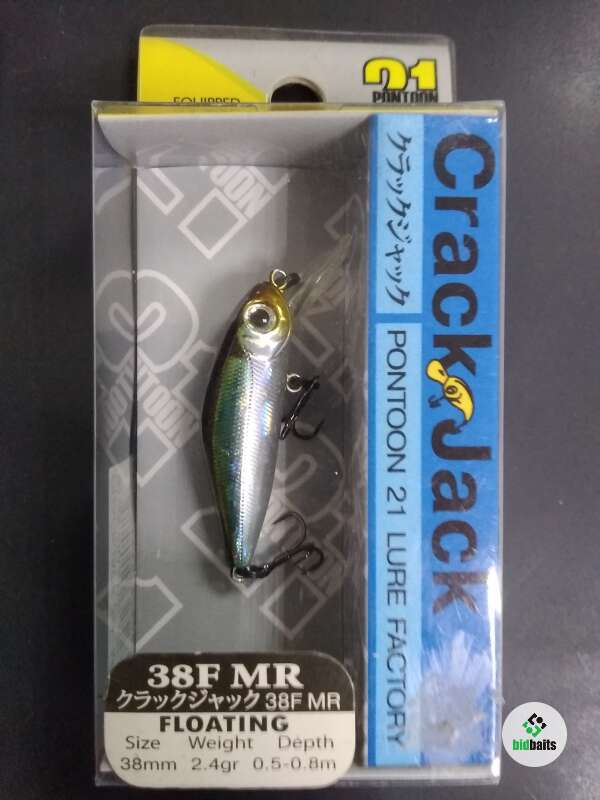 EQUIPPED
21
PONTOON
Crack Jack
クラックジャック
PONTOON 21 LURE FACTORY
38F MR
クラックジャック 38F MR
FLOATING
Size Weight Depth
38mm 2.4gr 0.5-0.8m
bidbaits